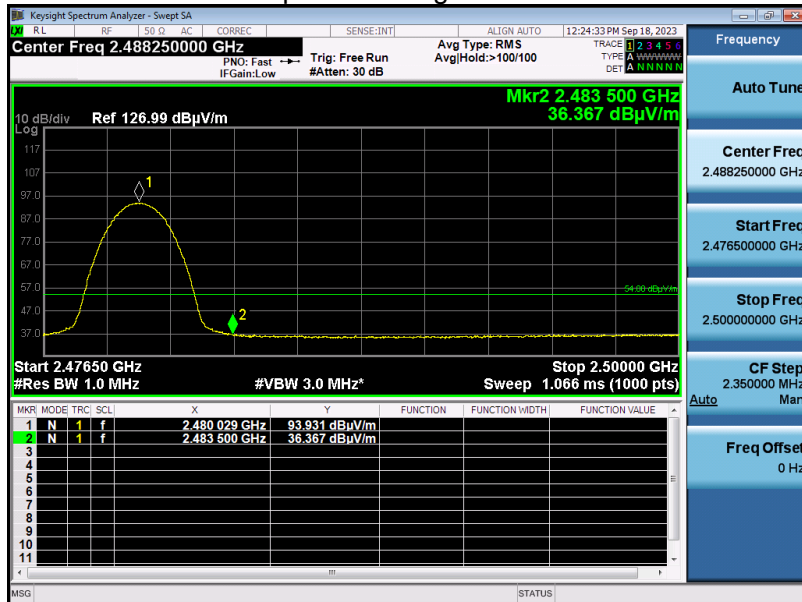 Keysight Spectrum Analyzer - Swept SA
LXI RL RF 50 Ω AC CORREC SENSE:INT ALIGN AUTO 12:24:33 PM Sep 18, 2023
Center Freq 2.488250000 GHz
PNO: Fast
IFGain:Low
Trig: Free Run
#Atten: 30 dB
Avg Type: RMS
Avg|Hold:>100/100
TRACE 1 2 3 4 5 6
TYPE A WWWWW
DET A N N N N N
Mkr2 2.483 500 GHz
36.367 dBµV/m
10 dB/div Ref 126.99 dBµV/m
Log
117
107
97.0
87.0
77.0
67.0
57.0
47.0
37.0
1
2
54.00 dBµV/m
Start 2.47650 GHz Stop 2.50000 GHz
#Res BW 1.0 MHz #VBW 3.0 MHz* Sweep 1.066 ms (1000 pts)
MKR MODE TRC SCL X Y FUNCTION FUNCTION WIDTH FUNCTION VALUE
1 N 1 f 2.480 029 GHz 93.931 dBµV/m
2 N 1 f 2.483 500 GHz 36.367 dBµV/m
3
4
5
6
7
8
9
10
11
MSG STATUS
Frequency
Auto Tune
Center Freq
2.488250000 GHz
Start Freq
2.476500000 GHz
Stop Freq
2.500000000 GHz
CF Step
2.350000 MHz
Auto Man
Freq Offset
0 Hz